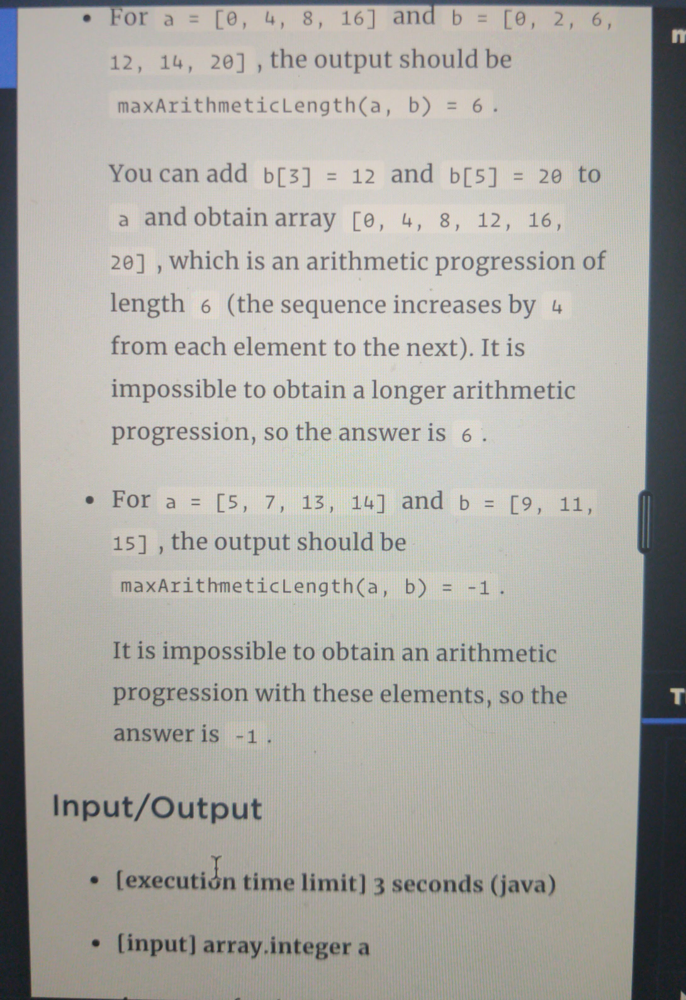 • For a = [0, 4, 8, 16] and b = [0, 2, 6,
12, 14, 20] , the output should be
maxArithmeticLength(a, b) = 6 .
You can add b[3] = 12 and b[5] = 20 to
a and obtain array [0, 4, 8, 12, 16,
20] , which is an arithmetic progression of
length 6 (the sequence increases by 4
from each element to the next). It is
impossible to obtain a longer arithmetic
progression, so the answer is 6 .
• For a = [5, 7, 13, 14] and b = [9, 11,
15] , the output should be
maxArithmeticLength(a, b) = -1 .
It is impossible to obtain an arithmetic
progression with these elements, so the
answer is -1 .
Input/Output
• [execution time limit] 3 seconds (java)
• [input] array.integer a